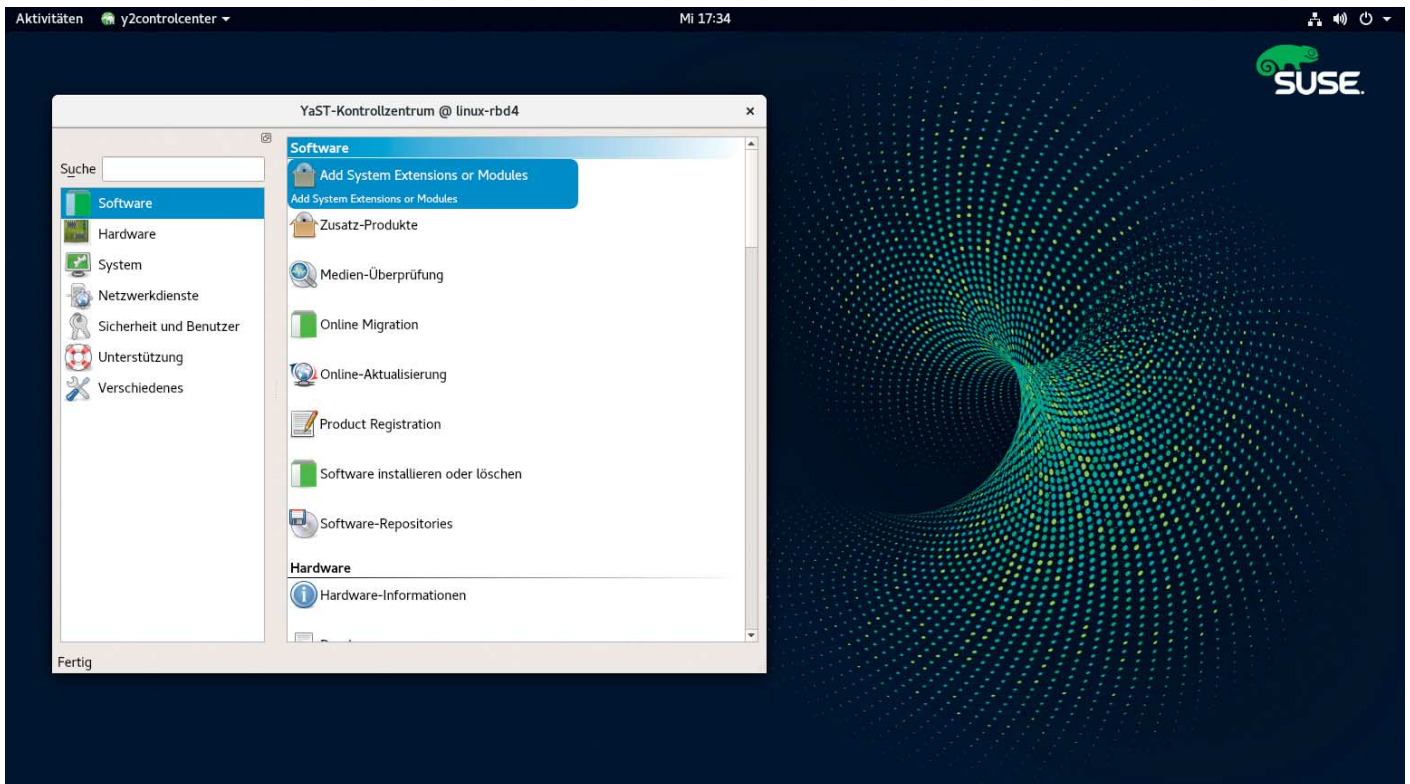 Aktivitäten y2controlcenter Mi 17:34
SUSE.
YaST-Kontrollzentrum @ linux-rbd4
Suche
Software
Hardware
System
Netzwerkdienste
Sicherheit und Benutzer
Unterstützung
Verschiedenes
Software
Add System Extensions or Modules
Add System Extensions or Modules
Zusatz-Produkte
Medien-Überprüfung
Online Migration
Online-Aktualisierung
Product Registration
Software installieren oder löschen
Software-Repositories
Hardware
Hardware-Informationen
Fertig